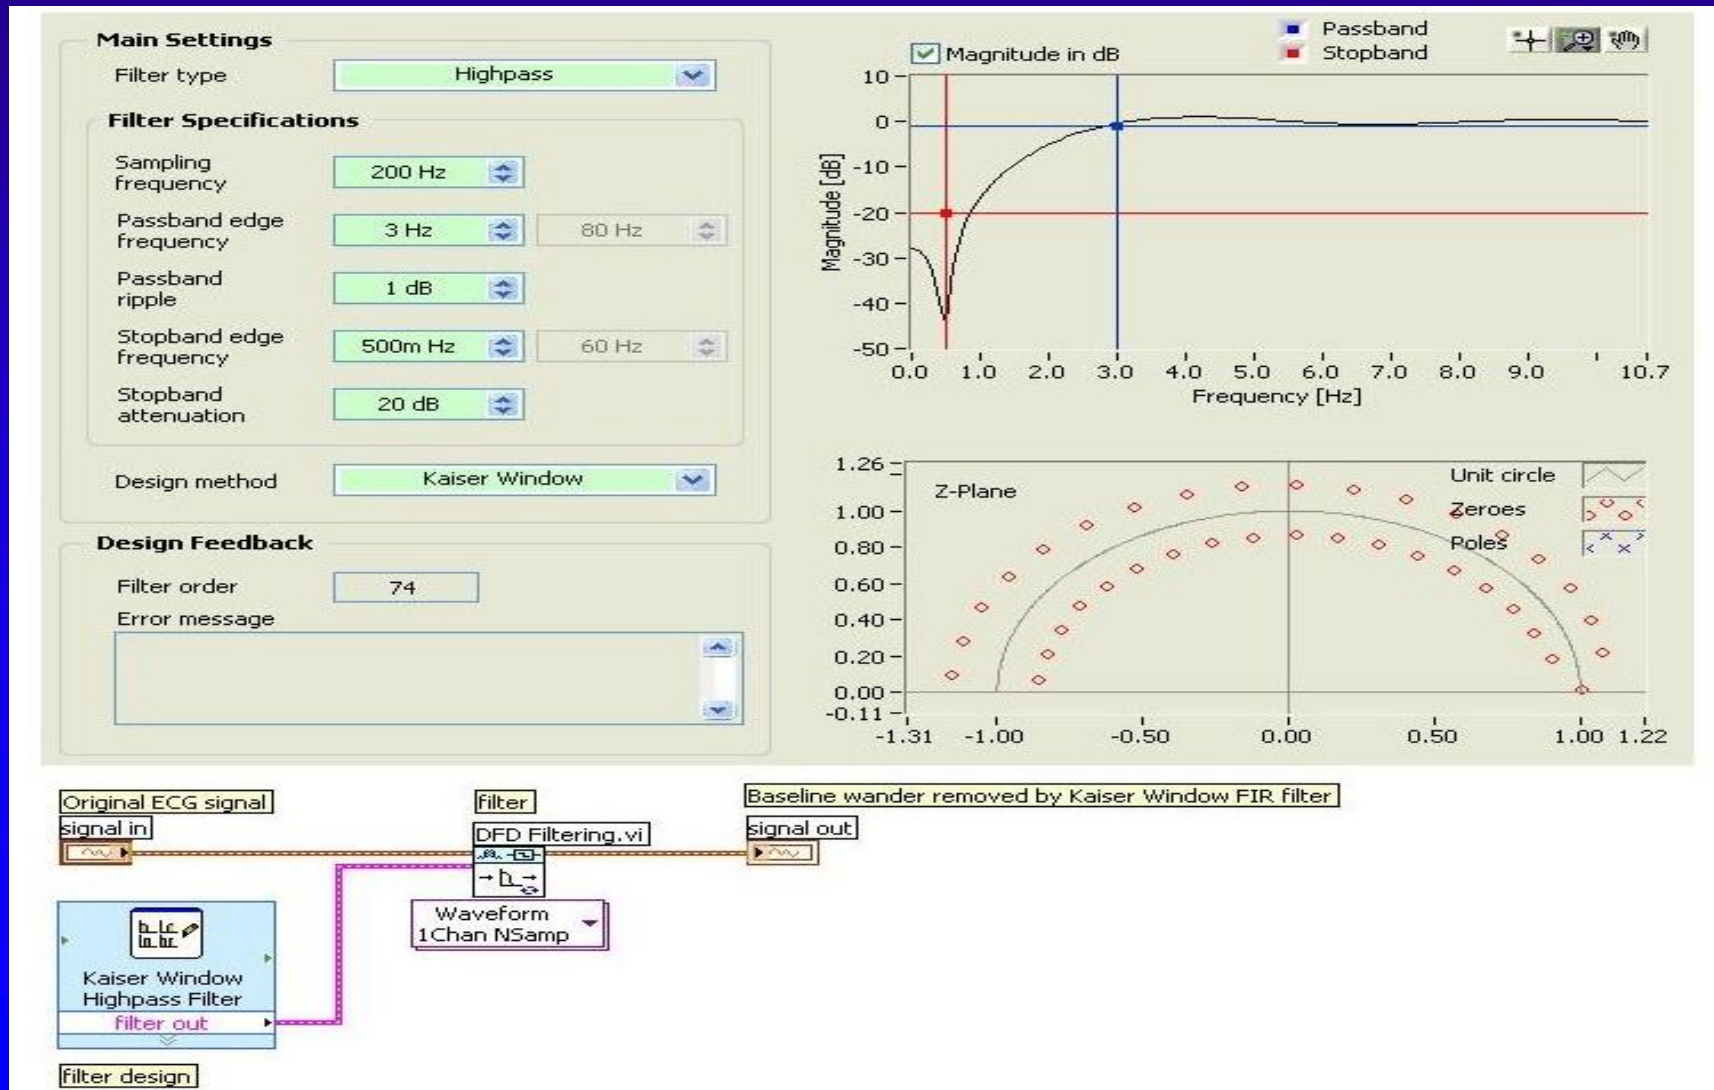 Main Settings
Filter type
Highpass
Filter Specifications
Sampling
frequency
200 Hz
Passband edge
frequency
3 Hz
80 Hz
Passband
ripple
1 dB
Stopband edge
frequency
500m Hz
60 Hz
Stopband
attenuation
20 dB
Design method
Kaiser Window
Design Feedback
Filter order
74
Error message
Passband
Stopband
Magnitude in dB
10
0
-10
-20
-30
-40
-50
Magnitude [dB]
0.0 1.0 2.0 3.0 4.0 5.0 6.0 7.0 8.0 9.0 10.7
Frequency [Hz]
Z-Plane
Unit circle
Zeroes
Poles
1.26
1.00
0.80
0.60
0.40
0.20
0.00
-0.11
-1.31 -1.00 -0.50 0.00 0.50 1.00 1.22
Original ECG signal
signal in
filter
DFD Filtering.vi
Baseline wander removed by Kaiser Window FIR filter
signal out
Waveform
1Chan NSamp
Kaiser Window
Highpass Filter
filter out
filter design